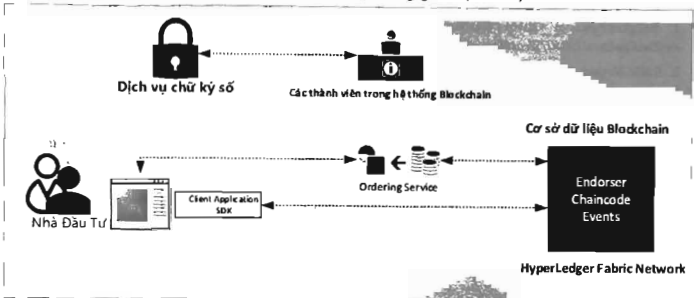 Dịch vụ chữ ký số
Các thành viên trong hệ thống Blockchain
Cơ sở dữ liệu Blockchain
Ordering Service
Endorser
Chaincode
Events
Client Application
SDK
Nhà Đầu Tư
HyperLedger Fabric Network